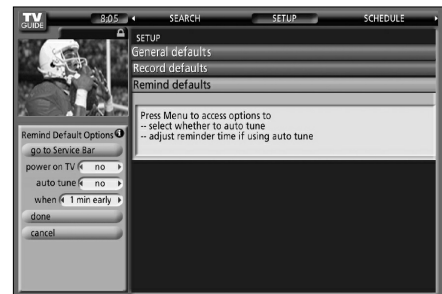 TV
GUIDE
8:05
SEARCH
SETUP
SCHEDULE
SETUP
General defaults
Record defaults
Remind defaults
Press Menu to access options to
-- select whether to auto tune
-- adjust reminder time if using auto tune
Remind Default Options
go to Service Bar
power on TV no
auto tune no
when 1 min early
done
cancel